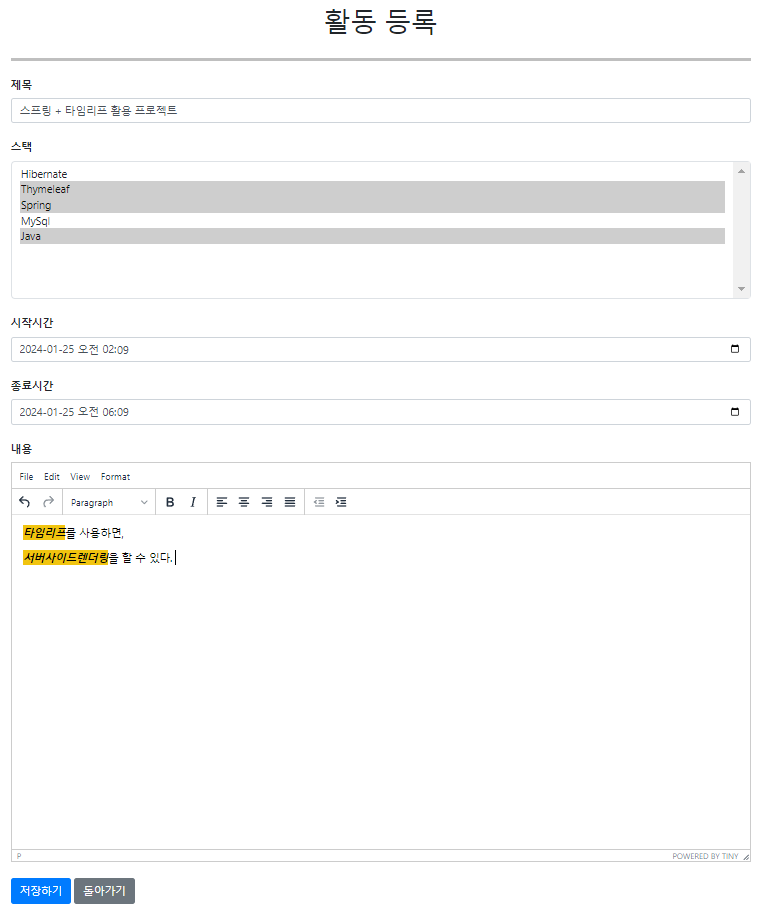 활동 등록
제목
스프링 + 타임리프 활용 프로젝트
스택
Hibernate
Thymeleaf
Spring
MySql
Java
시작시간
2024-01-25 오전 02:09
종료시간
2024-01-25 오전 06:09
내용
File Edit View Format
Paragraph B I
타임리프를 사용하면,
서버사이드렌더링을 할 수 있다.
P POWERED BY TINY
저장하기 돌아가기